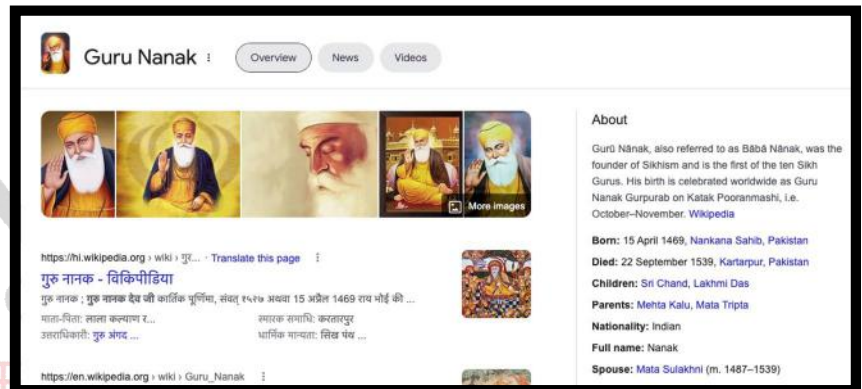 Guru Nanak
Overview
News
Videos
More images
https://hi.wikipedia.org › wiki › गुर... · Translate this page
गुरु नानक - विकिपीडिया
गुरु नानक ; गुरु नानक देव जी कार्तिक पूर्णिमा, संवत् १५२७ अथवा 15 अप्रैल 1469 राय भोई की ...
माता-पिता: लाला कल्याण र...
स्मारक समाधि: करतारपुर
उत्तराधिकारी: गुरु अंगद ...
धार्मिक मान्यता: सिख पंथ ...
https://en.wikipedia.org › wiki › Guru_Nanak
About
Gurū Nānak, also referred to as Bābā Nānak, was the
founder of Sikhism and is the first of the ten Sikh
Gurus. His birth is celebrated worldwide as Guru
Nanak Gurpurab on Katak Pooranmashi, i.e.
October–November. Wikipedia
Born: 15 April 1469, Nankana Sahib, Pakistan
Died: 22 September 1539, Kartarpur, Pakistan
Children: Sri Chand, Lakhmi Das
Parents: Mehta Kalu, Mata Tripta
Nationality: Indian
Full name: Nanak
Spouse: Mata Sulakhni (m. 1487–1539)